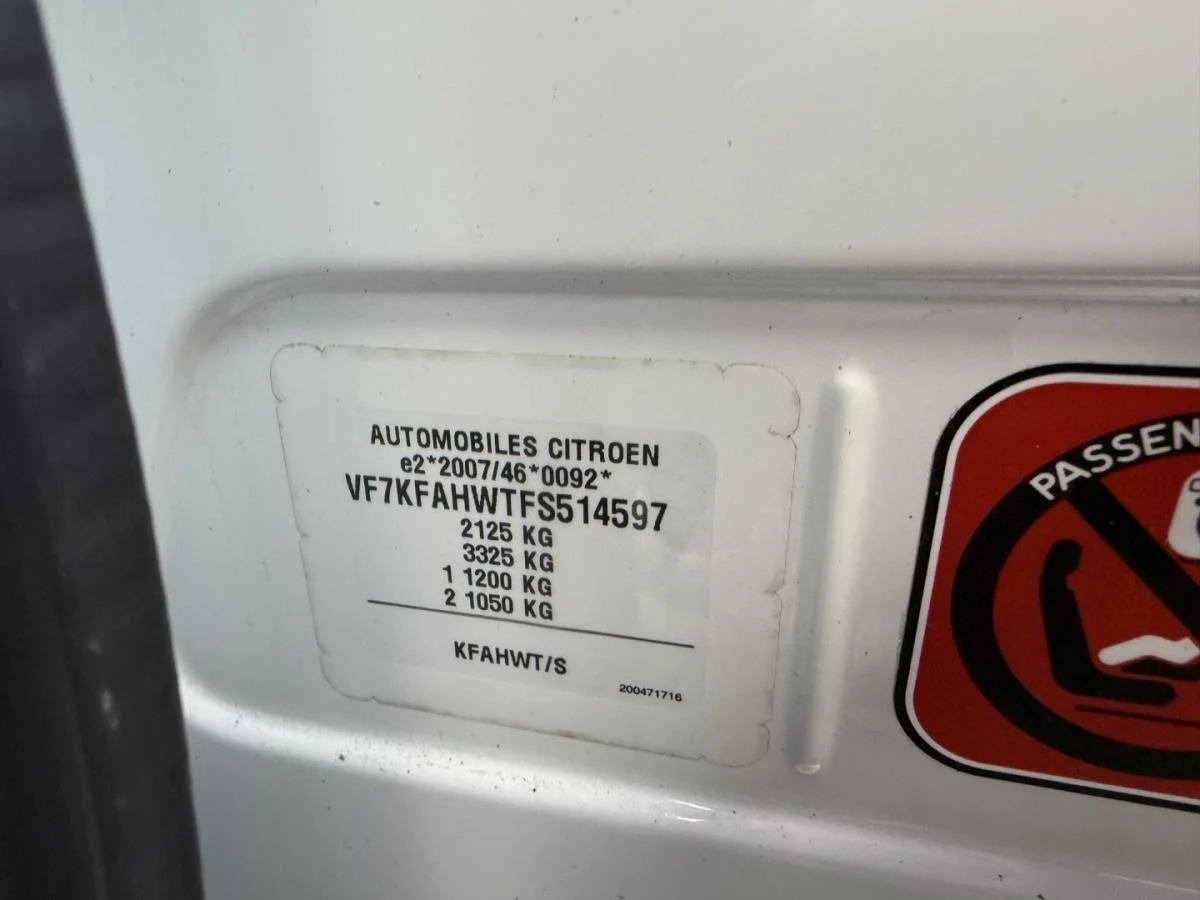 AUTOMOBILES CITROEN
e2*2007/46*0092*
VF7KFAHWTFS514597
2125 KG
3325 KG
1 1200 KG
2 1050 KG
KFAHWT/S
200471716
PASSEN